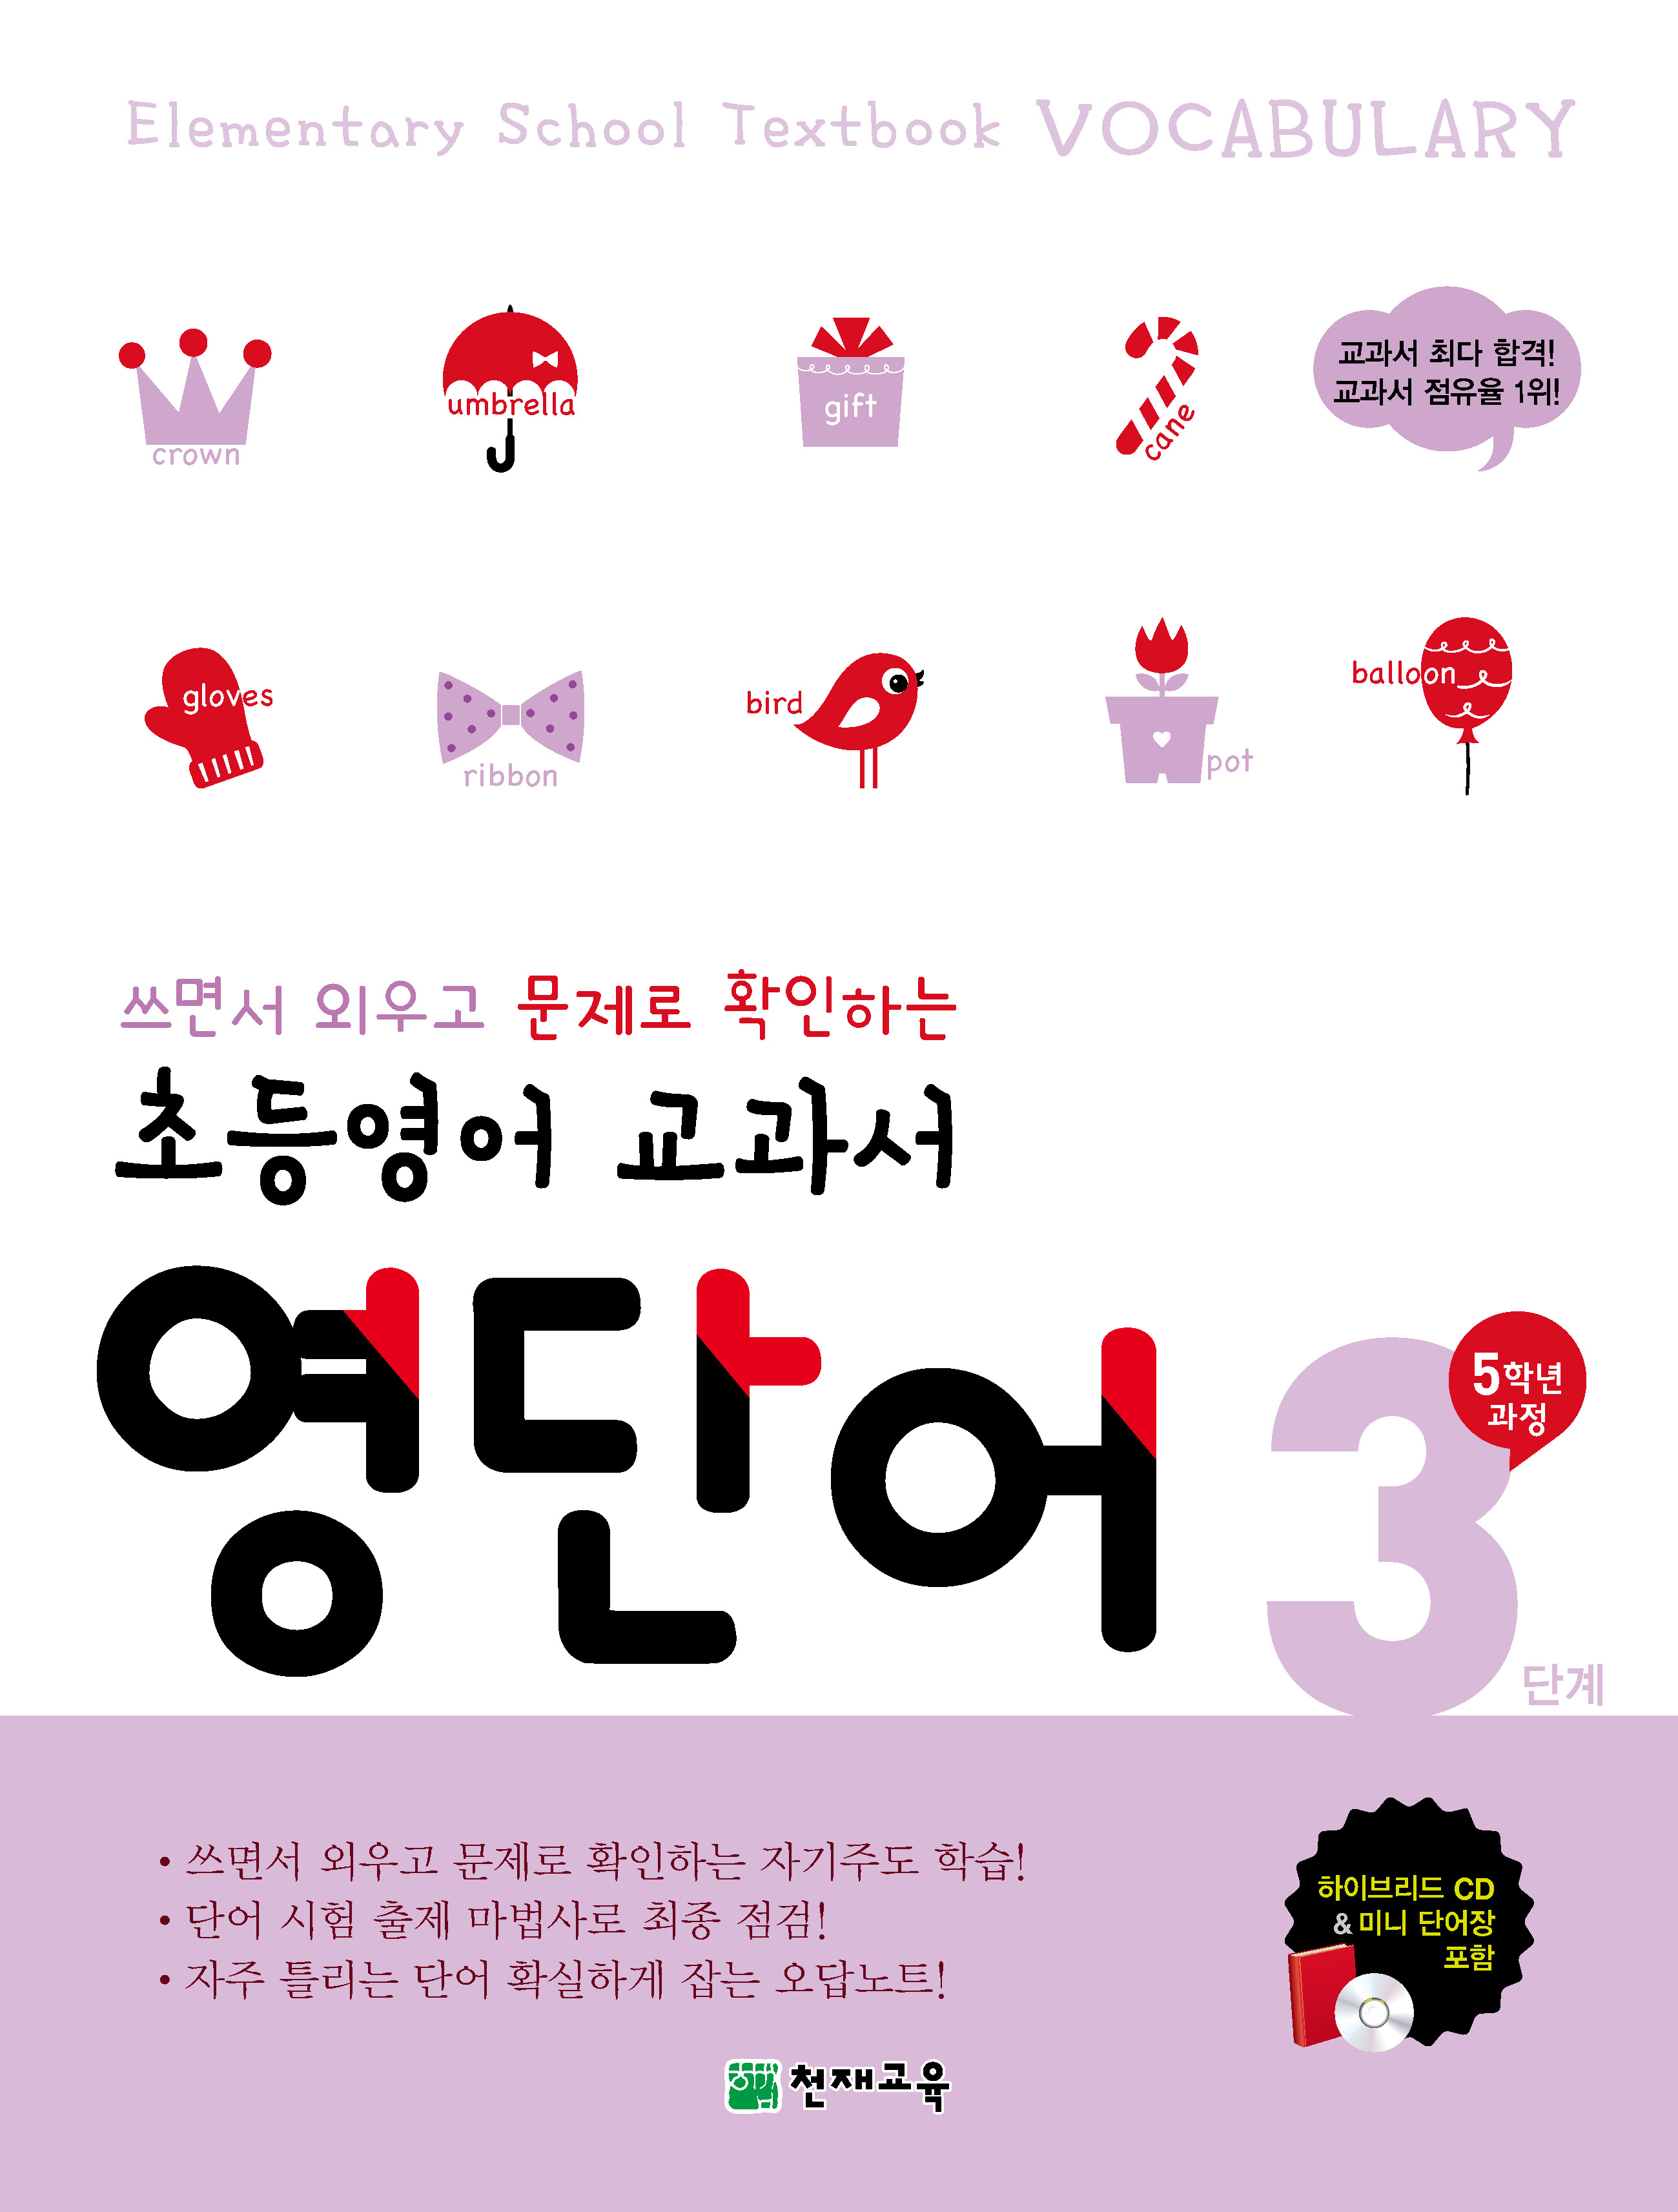 Elementary School Textbook VOCABULARY
crown
umbrella
gift
cane
교과서 최다 합격!
교과서 점유율 1위!
gloves
ribbon
bird
pot
balloon
쓰면서 외우고 문제로 확인하는
초등영어 교과서
영단어 3
5학년
과정
단계
• 쓰면서 외우고 문제로 확인하는 자기주도 학습!
• 단어 시험 출제 마법사로 최종 점검!
• 자주 틀리는 단어 확실하게 잡는 오답노트!
하이브리드 CD
& 미니 단어장
포함
천재교육